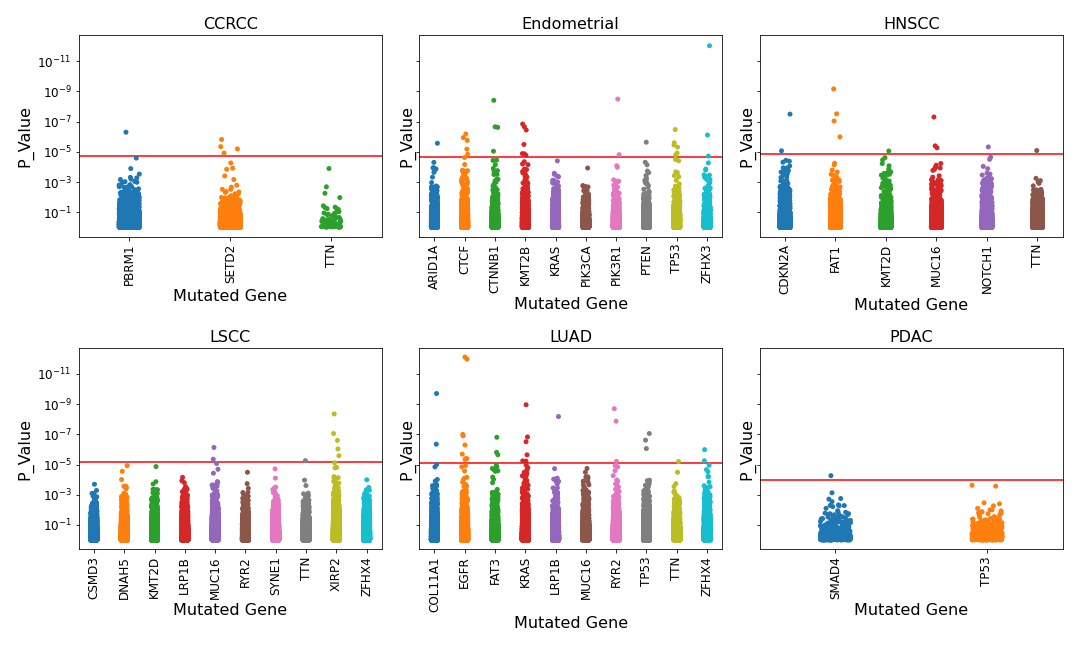 CCRCC
Endometrial
HNSCC
P_Value
10⁻¹¹
10⁻⁹
10⁻⁷
10⁻⁵
10⁻³
10⁻¹
P_Value
P_Value
PBRM1
SETD2
TTN
Mutated Gene
ARID1A
CTCF
CTNNB1
KMT2B
KRAS
PIK3CA
PIK3R1
PTEN
TP53
ZFHX3
Mutated Gene
CDKN2A
FAT1
KMT2D
MUC16
NOTCH1
TTN
Mutated Gene
LSCC
LUAD
PDAC
P_Value
10⁻¹¹
10⁻⁹
10⁻⁷
10⁻⁵
10⁻³
10⁻¹
P_Value
P_Value
CSMD3
DNAH5
KMT2D
LRP1B
MUC16
RYR2
SYNE1
TTN
XIRP2
ZFHX4
Mutated Gene
COL11A1
EGFR
FAT3
KRAS
LRP1B
MUC16
RYR2
TP53
TTN
ZFHX4
Mutated Gene
SMAD4
TP53
Mutated Gene